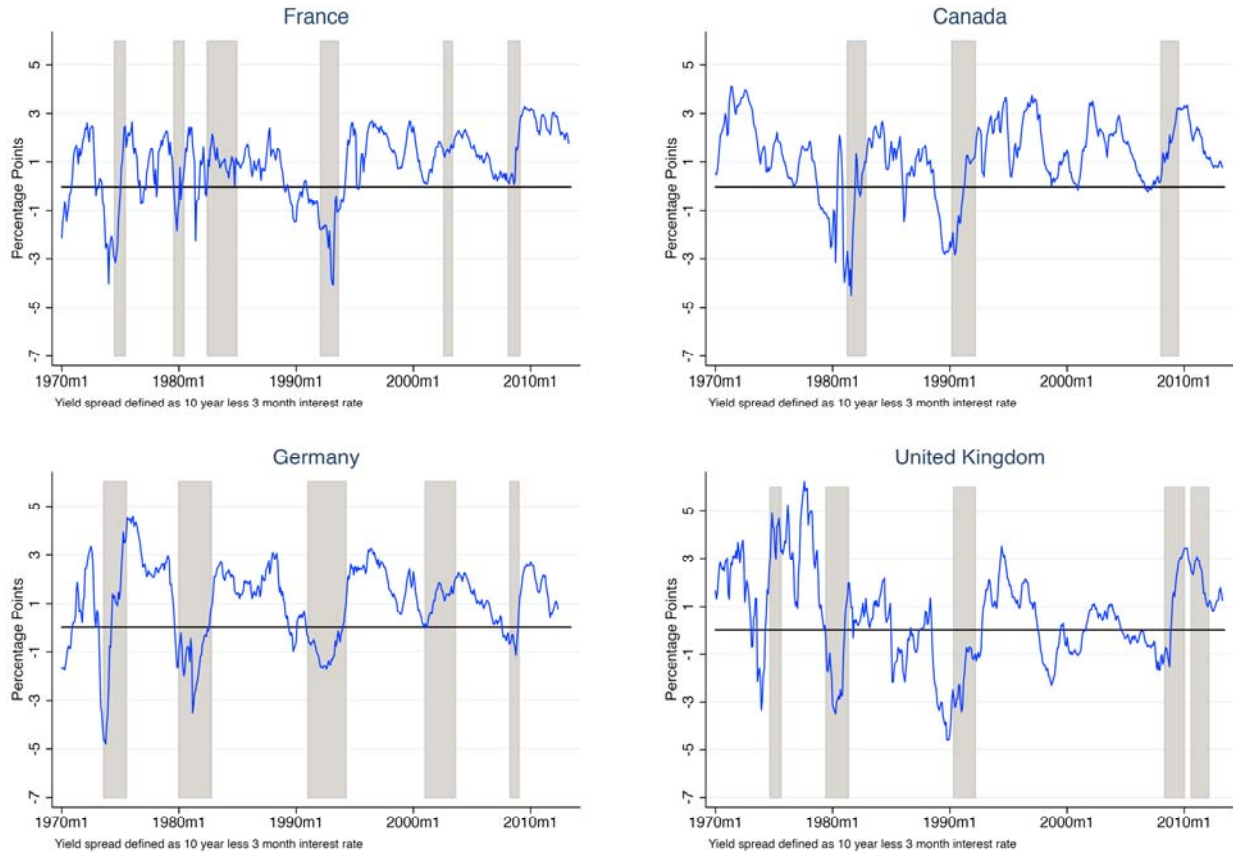 France
Percentage Points
5
3
1
-1
-3
-5
-7
1970m1 1980m1 1990m1 2000m1 2010m1
Yield spread defined as 10 year less 3 month interest rate
Canada
Percentage Points
5
3
1
-1
-3
-5
-7
1970m1 1980m1 1990m1 2000m1 2010m1
Yield spread defined as 10 year less 3 month interest rate
Germany
Percentage Points
5
3
1
-1
-3
-5
-7
1970m1 1980m1 1990m1 2000m1 2010m1
Yield spread defined as 10 year less 3 month interest rate
United Kingdom
Percentage Points
5
3
1
-1
-3
-5
-7
1970m1 1980m1 1990m1 2000m1 2010m1
Yield spread defined as 10 year less 3 month interest rate